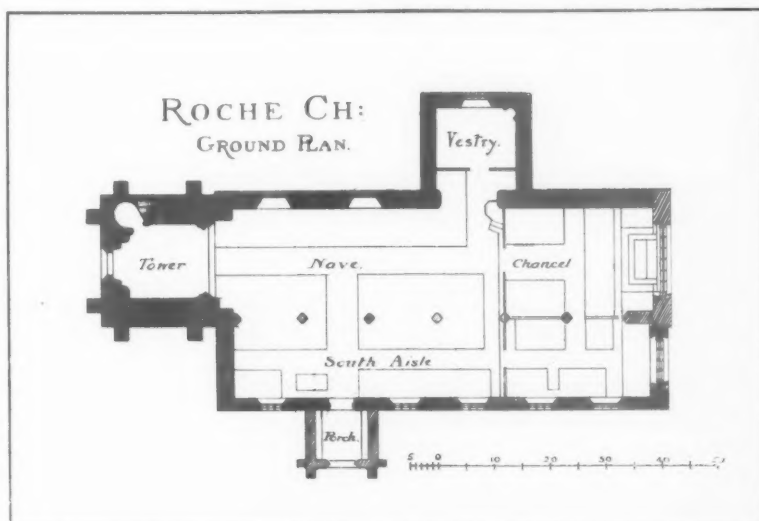 ROCHE CH:
GROUND PLAN.
Vestry.
Tower
Nave.
Chancel
South Aisle
Porch.
5 0 10 20 30 40